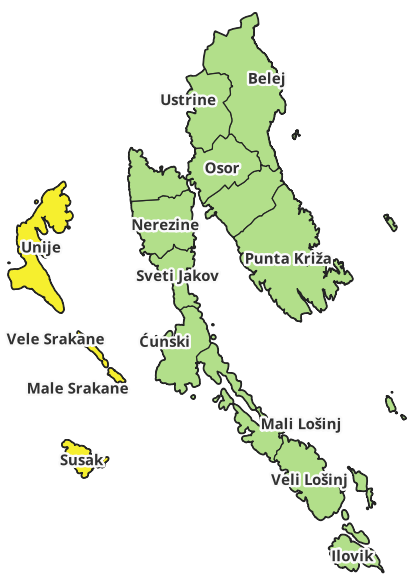 Belej
Ustrine
Osor
Nerezine
Unije
Punta Križa
Sveti Jakov
Vele Srakane
Ćunski
Male Srakane
Mali Lošinj
Susak
Veli Lošinj
Ilovik